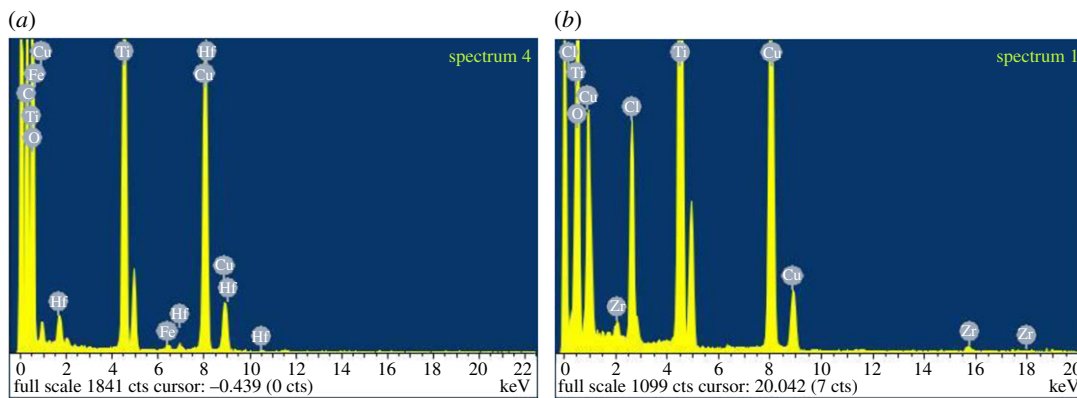 (a)
spectrum 4
Cu
Fe
C
Ti
O
Hf
Ti
Fe
Hf
Hf
Cu
Cu
Hf
Hf
0 2 4 6 8 10 12 14 16 18 20 22
full scale 1841 cts cursor: –0.439 (0 cts)
keV
(b)
spectrum 1
Cl
Ti
O
Cu
Zr
Cl
Ti
Cu
Cu
Zr
Zr
0 2 4 6 8 10 12 14 16 18 20
full scale 1099 cts cursor: 20.042 (7 cts)
keV